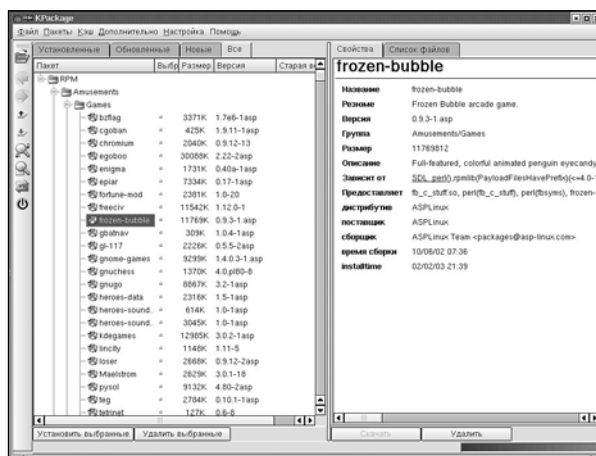 KPackage
Файл Пакеты Кэш Дополнительно Настройка Помощь
Установленные Обновленные Новые Все
Пакет Выбр Размер Версия Старая в
RPM
Amusements
Games
bzflag 3371K 1.7e6-1asp
cgoban 425K 1.9.11-1asp
chromium 2040K 0.9.12-13
egoboo 30088K 2.22-2asp
enigma 1731K 0.40a-1asp
epiar 7334K 0.17-1asp
fortune-mod 2381K 1.0-20
freeciv 11542K 1.12.0-1
frozen-bubble 11769K 0.9.3-1.asp
gbatnav 309K 1.0.4-1asp
gl-117 2226K 0.5.5-2asp
gnome-games 9299K 1.4.0.3-1.asp
gnuchess 1370K 4.0.pl80-8
gnugo 8867K 3.2-1asp
heroes-data 2316K 1.5-1asp
heroes-sound.. 614K 1.0-1asp
heroes-sound.. 3045K 1.0-1asp
kdegames 12985K 3.0.2-1asp
lincity 1148K 1.11-5
loser 2668K 0.9.12-2asp
Maelstrom 2629K 3.0.1-18
pysol 9132K 4.80-2asp
teg 2784K 0.10.1-1asp
tetrinet 127K 0.6-8
Установить выбранные Удалить выбранные
Свойства Список файлов
frozen-bubble
Название frozen-bubble
Резюме Frozen Bubble arcade game.
Версия 0.9.3-1.asp
Группа Amusements/Games
Размер 11769812
Описание Full-featured, colorful animated penguin eyecandy
Зависит от SDL_perl(),rpmlib(PayloadFilesHavePrefix)(<=4.0-1
Предоставляет fb_c_stuff.so, perl(fb_c_stuff), perl(fbsyms), frozen-
дистрибутив ASPLinux
поставщик ASPLinux
сборщик ASPLinux Team <packages@asp-linux.com>
время сборки 10/06/02 07:36
installtime 02/02/03 21:39
Скачать Удалить